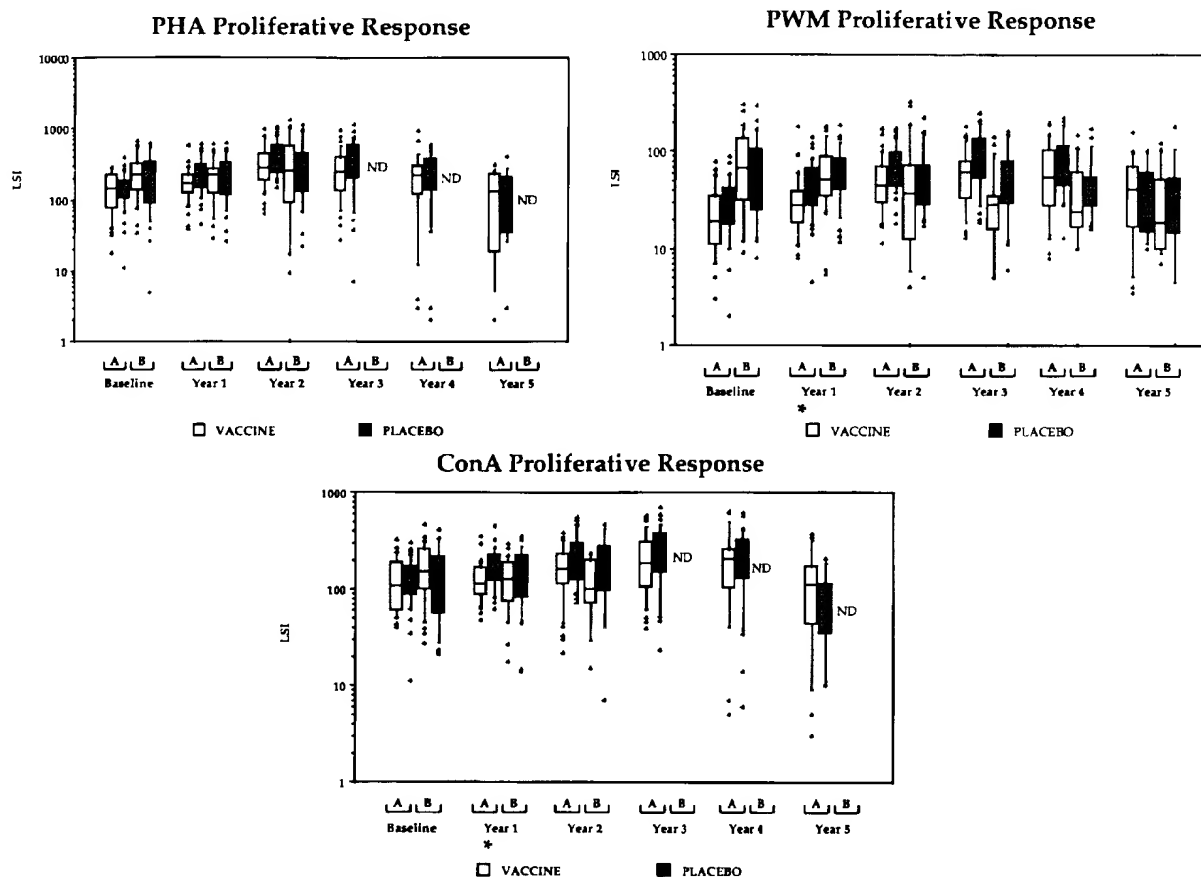 PHA Proliferative Response
10000
1000
100
10
1
LSI
ND
ND
ND
A B A B A B A B A B A B
Baseline Year 1 Year 2 Year 3 Year 4 Year 5
VACCINE PLACEBO
PWM Proliferative Response
1000
100
10
1
LSI
A B A B A B A B A B A B
Baseline Year 1 Year 2 Year 3 Year 4 Year 5
*
VACCINE PLACEBO
ConA Proliferative Response
1000
100
10
1
LSI
ND
ND
ND
A B A B A B A B A B A B
Baseline Year 1 Year 2 Year 3 Year 4 Year 5
*
VACCINE PLACEBO